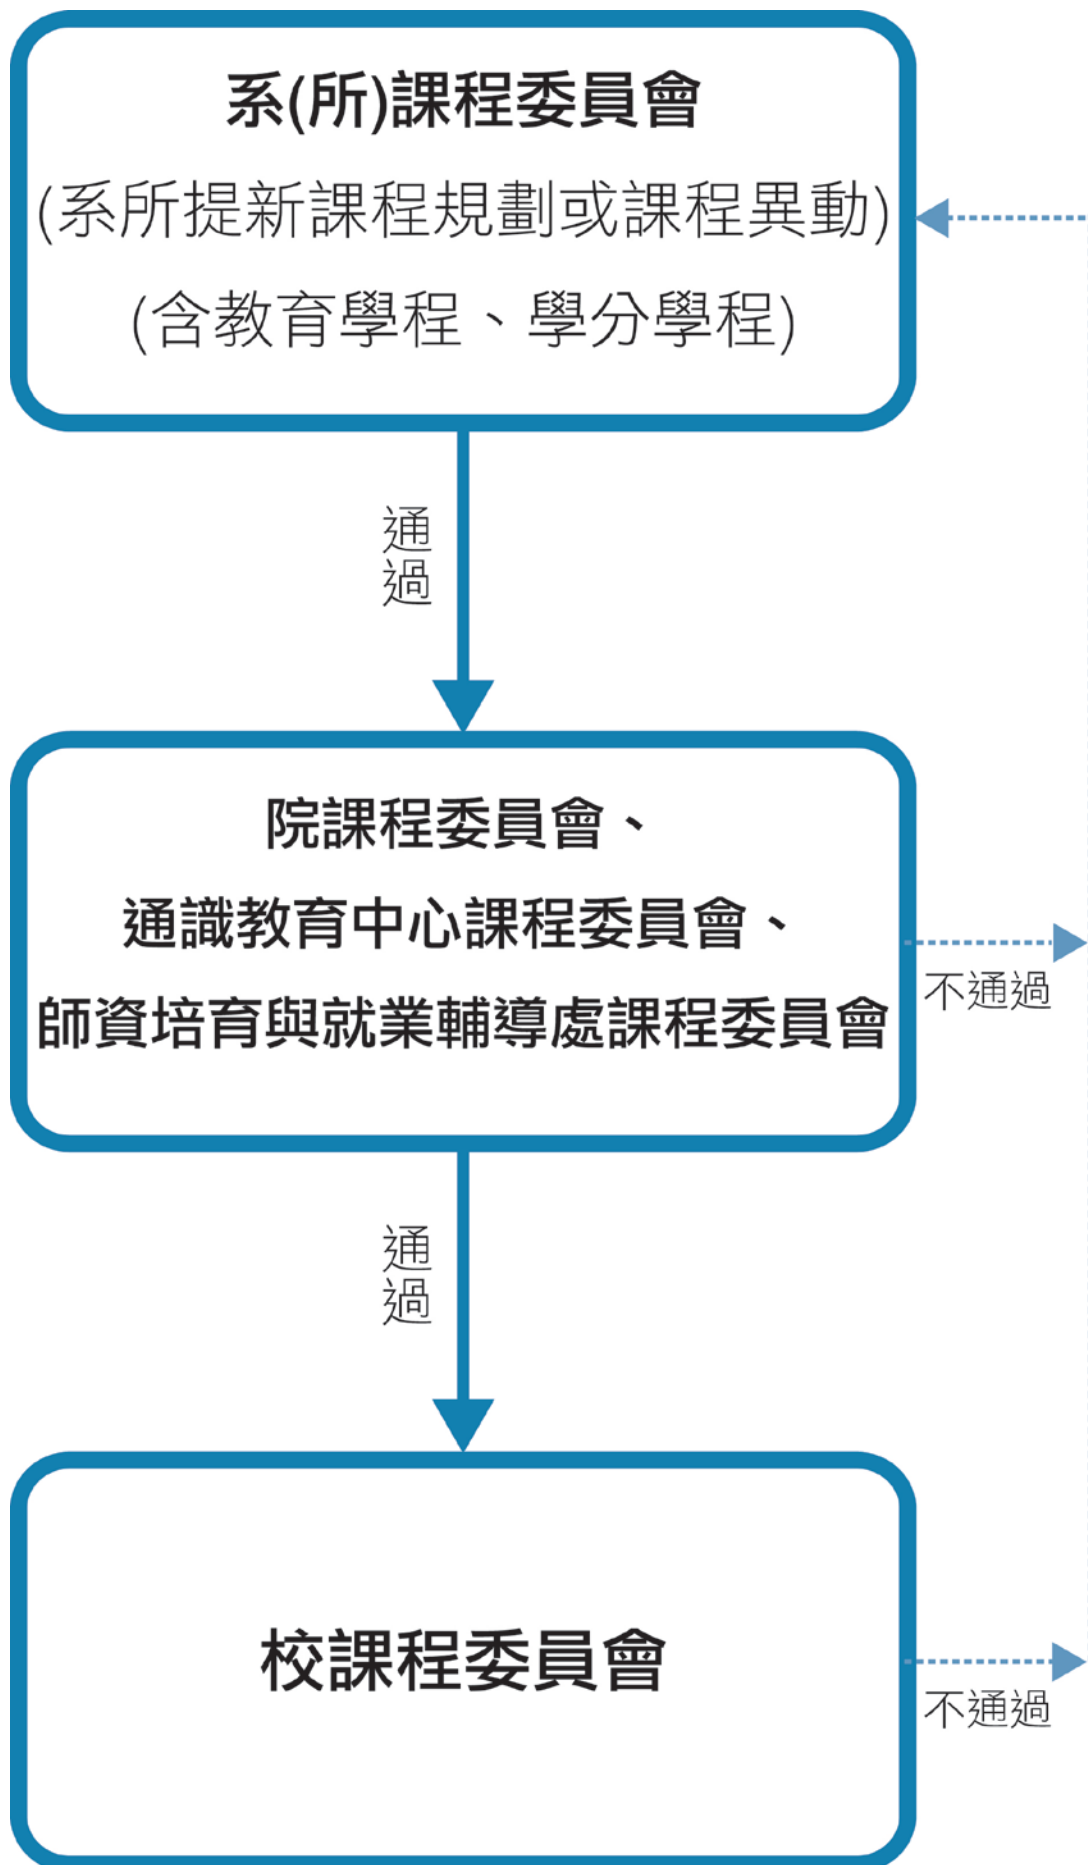 系(所)課程委員會
(系所提新課程規劃或課程異動)
(含教育學程、學分學程)
通過
院課程委員會、
通識教育中心課程委員會、
師資培育與就業輔導處課程委員會
不通過
通過
校課程委員會
不通過